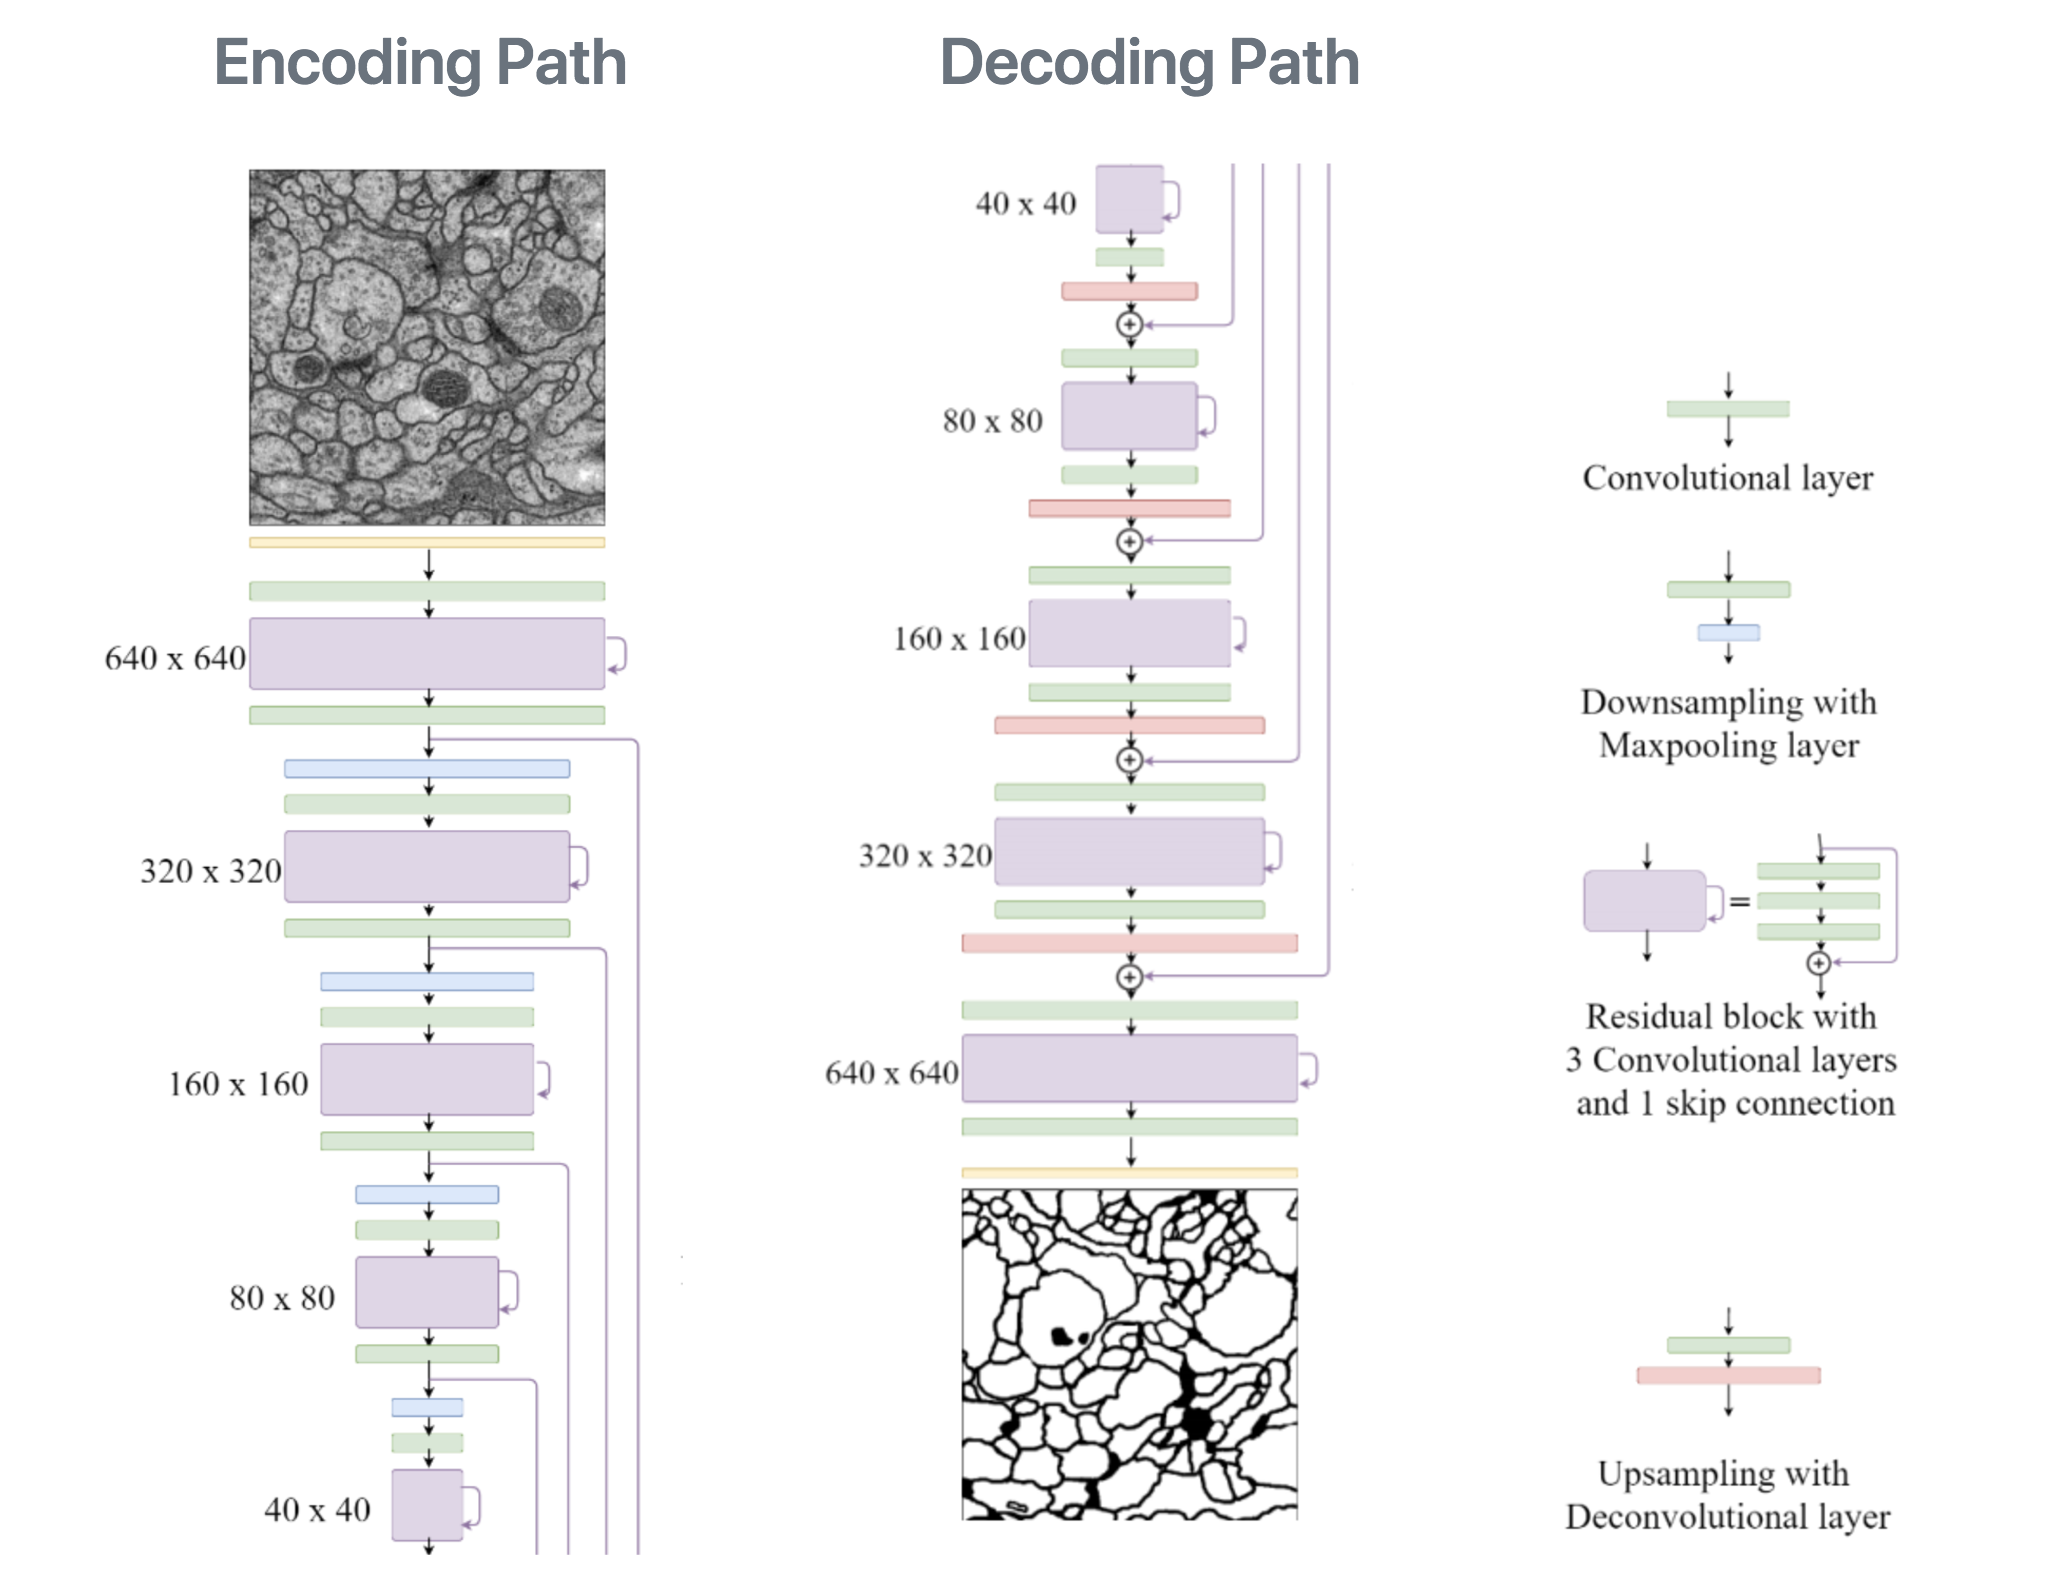 Encoding Path
640 x 640
320 x 320
160 x 160
80 x 80
40 x 40
Decoding Path
40 x 40
80 x 80
160 x 160
320 x 320
640 x 640
Convolutional layer
Downsampling with
Maxpooling layer
=
Residual block with
3 Convolutional layers
and 1 skip connection
Upsampling with
Deconvolutional layer